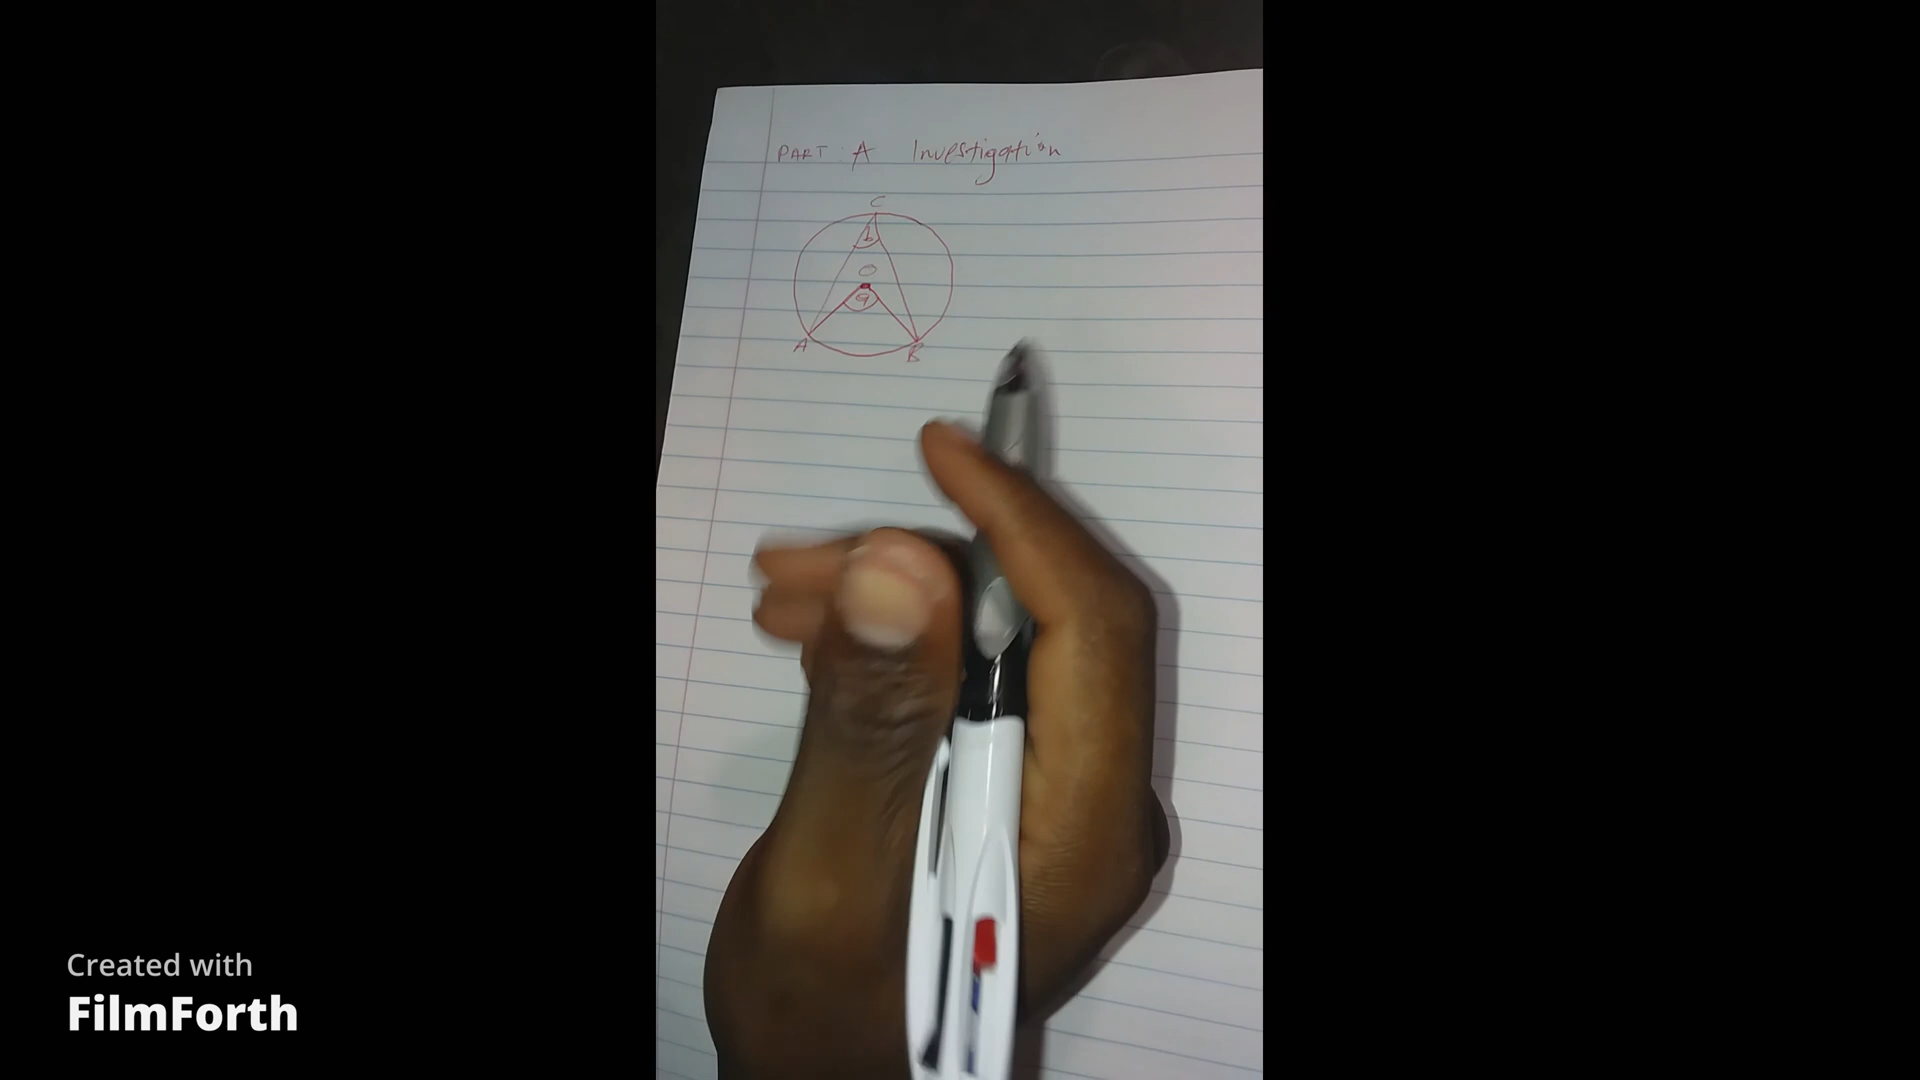 PART : A Investigation
C
b
O
a
A B
Created with
FilmForth